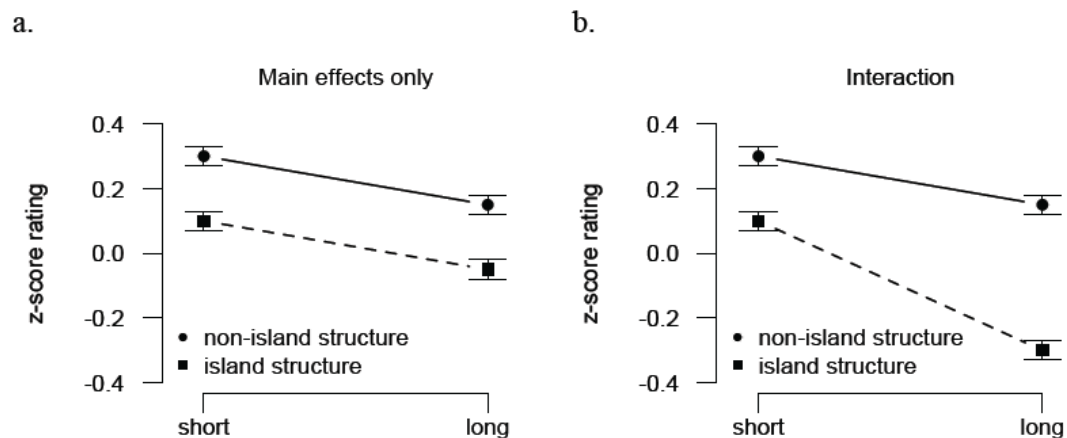 a.
Main effects only
z-score rating
0.4
0.2
0.0
-0.2
-0.4
non-island structure
island structure
short
long
b.
Interaction
z-score rating
0.4
0.2
0.0
-0.2
-0.4
non-island structure
island structure
short
long